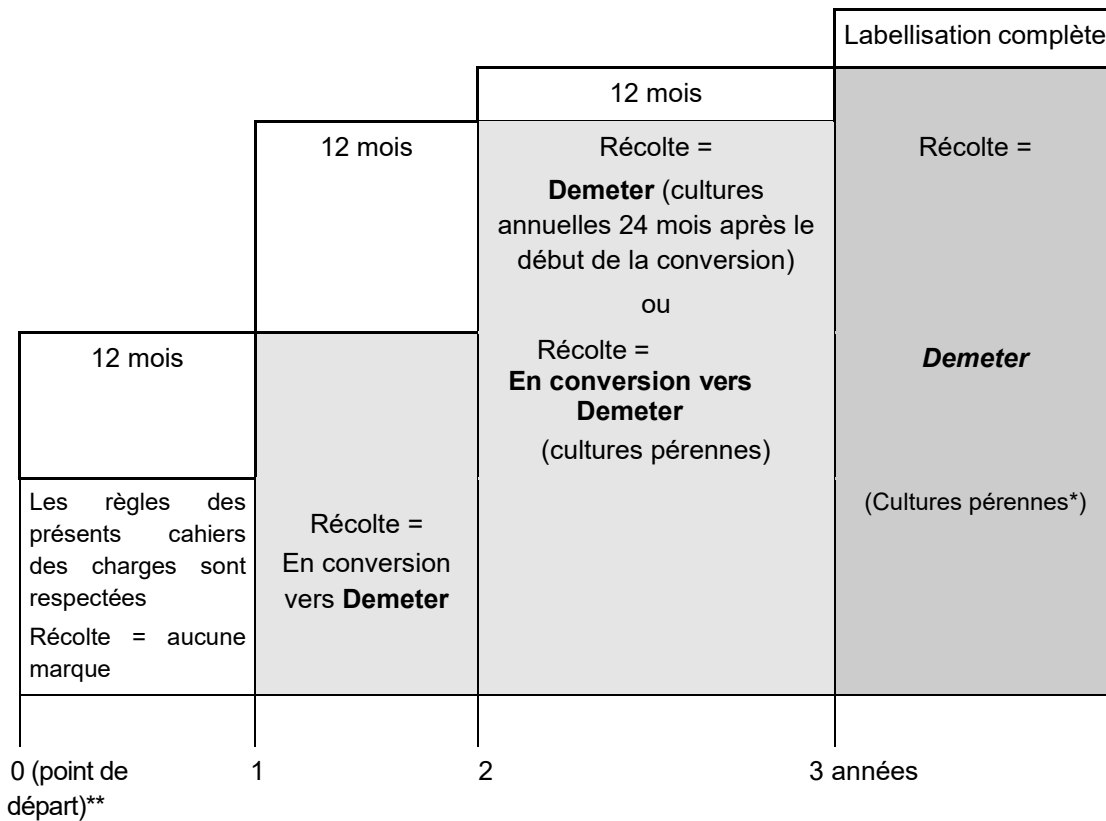 Labellisation complète
12 mois
12 mois
Récolte =
Demeter (cultures
annuelles 24 mois après le
début de la conversion)
ou
Récolte =
En conversion vers
Demeter
(cultures pérennes)
Récolte =
Demeter
(Cultures pérennes*)
12 mois
Les règles des
présents cahiers
des charges sont
respectées
Récolte = aucune
marque
Récolte =
En conversion
vers Demeter
0 (point de
départ)**
1
2
3 années